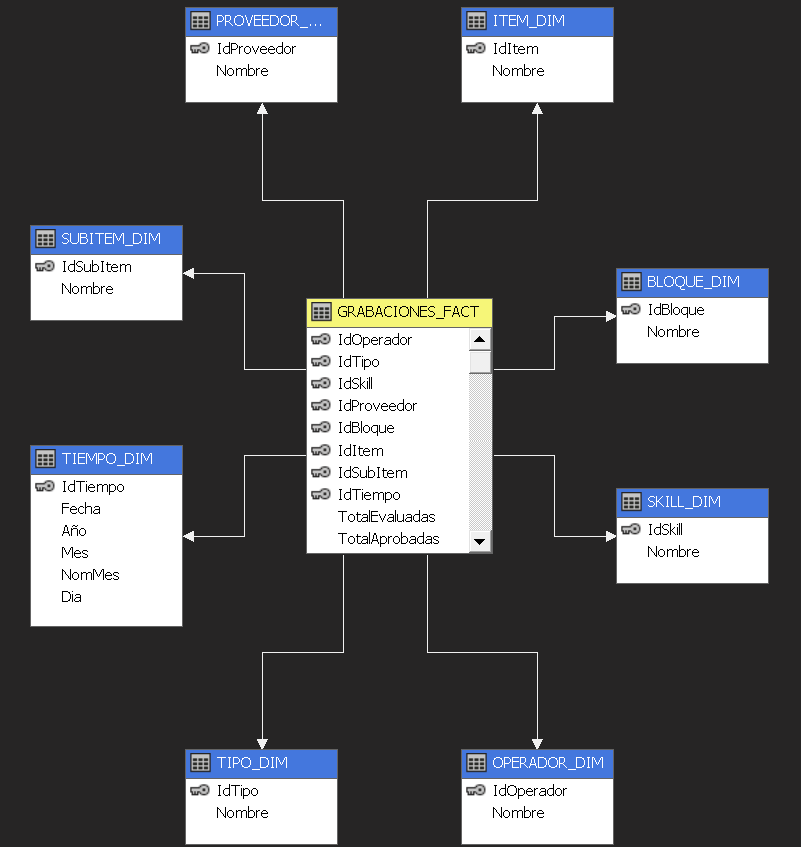 PROVEEDOR_...
IdProveedor
Nombre
ITEM_DIM
IdItem
Nombre
SUBITEM_DIM
IdSubItem
Nombre
GRABACIONES_FACT
IdOperador
IdTipo
IdSkill
IdProveedor
IdBloque
IdItem
IdSubItem
IdTiempo
TotalEvaluadas
TotalAprobadas
BLOQUE_DIM
IdBloque
Nombre
TIEMPO_DIM
IdTiempo
Fecha
Año
Mes
NomMes
Dia
SKILL_DIM
IdSkill
Nombre
TIPO_DIM
IdTipo
Nombre
OPERADOR_DIM
IdOperador
Nombre